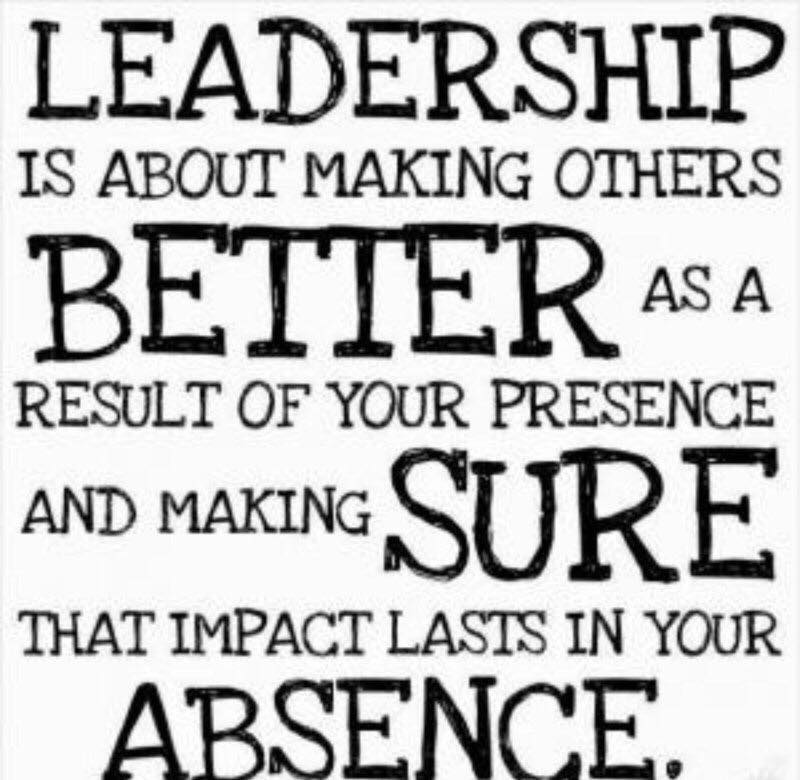 LEADERSHIP
IS ABOUT MAKING OTHERS
BETTER AS A
RESULT OF YOUR PRESENCE
AND MAKING SURE
THAT IMPACT LASTS IN YOUR
ABSENCE.